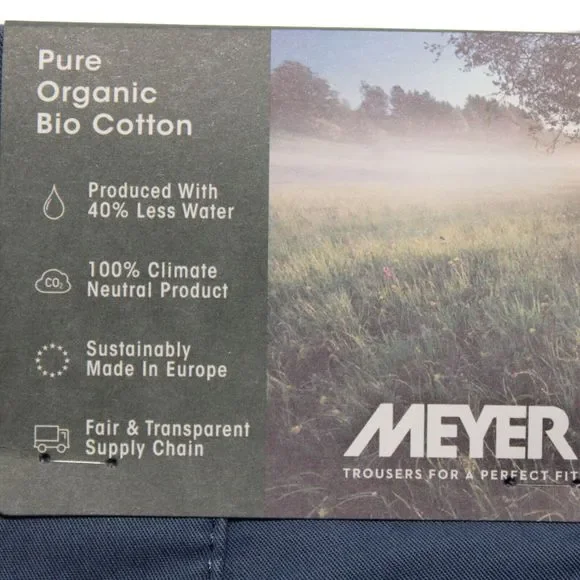 Pure
Organic
Bio Cotton
Produced With
40% Less Water
CO₂
100% Climate
Neutral Product
Sustainably
Made In Europe
Fair & Transparent
Supply Chain
MEYER
TROUSERS FOR A PERFECT FIT